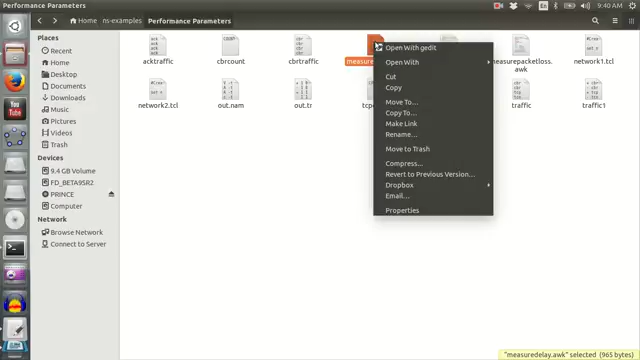 Performance Parameters
En
9:40 AM
Home
ns-examples
Performance Parameters
Places
Recent
Home
Desktop
Documents
Downloads
Music
Pictures
Videos
Trash
Devices
9.4 GB Volume
FD_BETA9SR2
PRINCE
Computer
Network
Browse Network
Connect to Server
acktraffic
cbrcount
cbrtraffic
measure
measurepacketloss.
awk
network1.tcl
network2.tcl
out.nam
out.tr
tcp
traffic
traffic1
Open With gedit
Open With
Cut
Copy
Move To...
Copy To...
Make Link
Rename...
Move to Trash
Compress...
Revert to Previous Version...
Dropbox
Email...
Properties
"measuredelay.awk" selected (965 bytes)